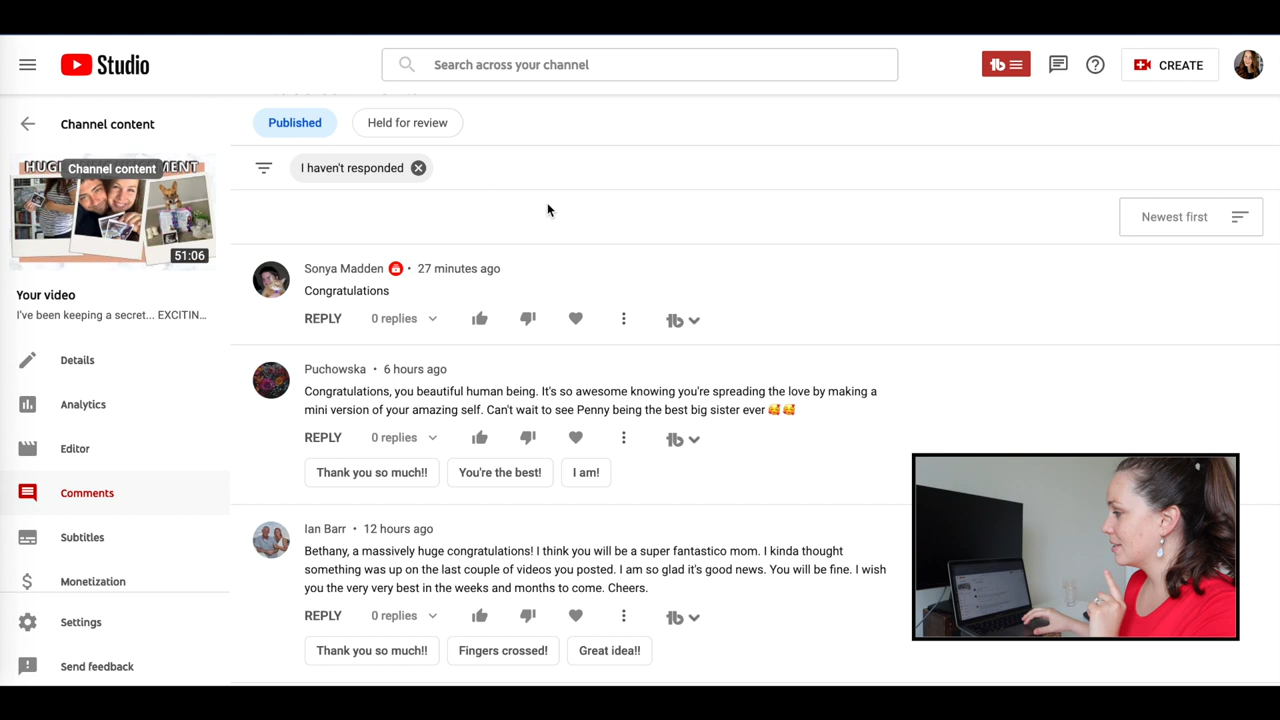 Studio
Search across your channel
CREATE
Channel content
Published
Held for review
HUGE
Channel content
MENT
I haven't responded
Newest first
51:06
Your video
I've been keeping a secret... EXCITIN...
Details
Analytics
Editor
Comments
Subtitles
Monetization
Settings
Send feedback
Sonya Madden • 27 minutes ago
Congratulations
REPLY 0 replies
tb
Puchowska • 6 hours ago
Congratulations, you beautiful human being. It's so awesome knowing you're spreading the love by making a
mini version of your amazing self. Can't wait to see Penny being the best big sister ever 🥰🥰
REPLY 0 replies
tb
Thank you so much!! You're the best! I am!
Ian Barr • 12 hours ago
Bethany, a massively huge congratulations! I think you will be a super fantastico mom. I kinda thought
something was up on the last couple of videos you posted. I am so glad it's good news. You will be fine. I wish
you the very very best in the weeks and months to come. Cheers.
REPLY 0 replies
tb
Thank you so much!! Fingers crossed! Great idea!!